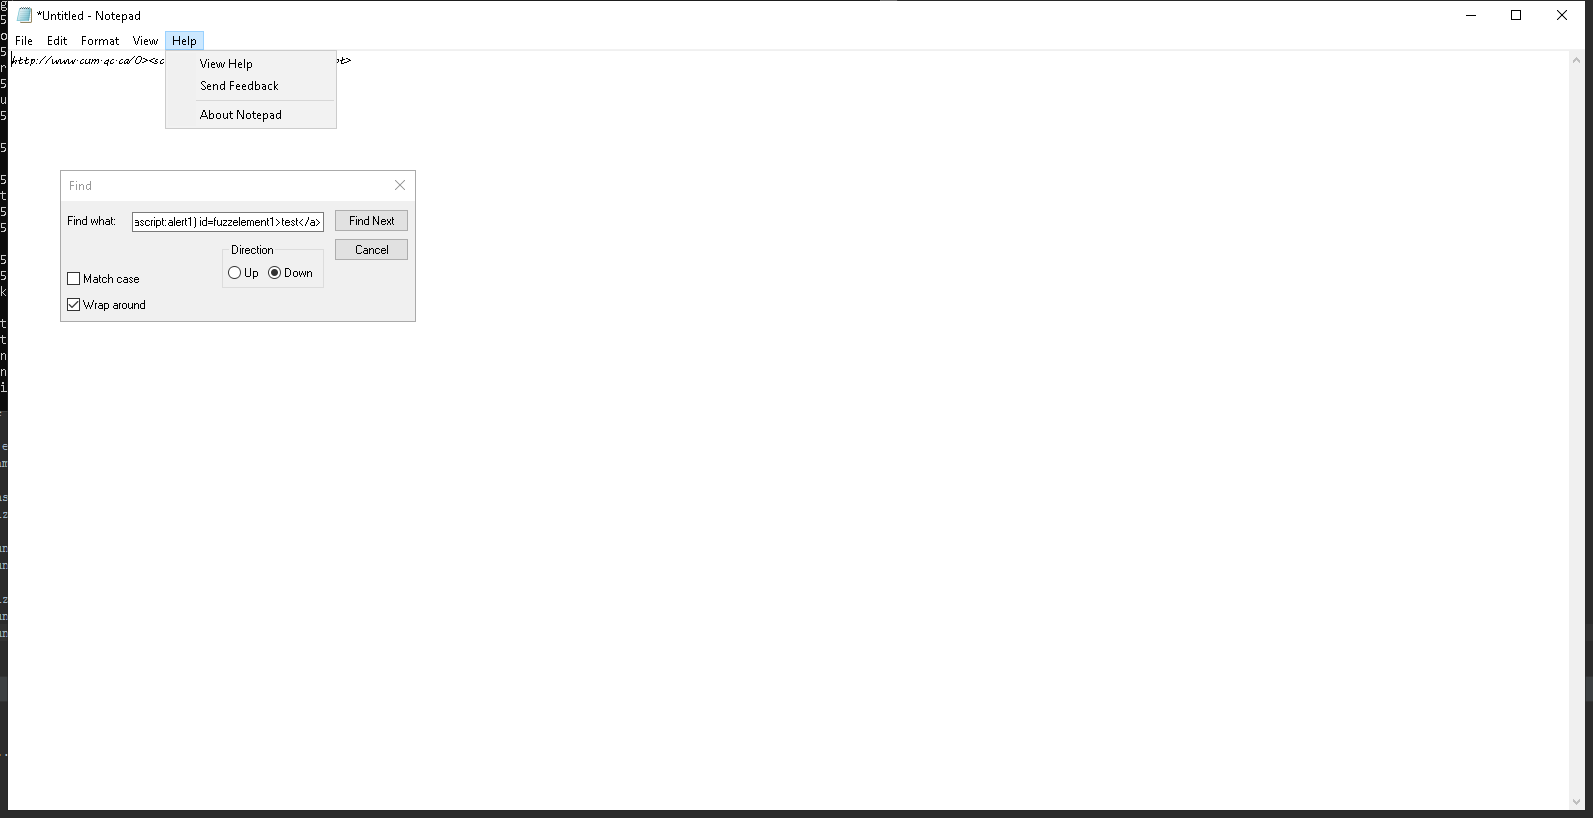 *Untitled - Notepad
File Edit Format View Help
http://www.cum.qc.ca/0><sc pt>
View Help
Send Feedback
About Notepad
Find
Find what: ascript:alert1) id=fuzzelement1>test</a> Find Next
Direction Cancel
Up Down
Match case
Wrap around